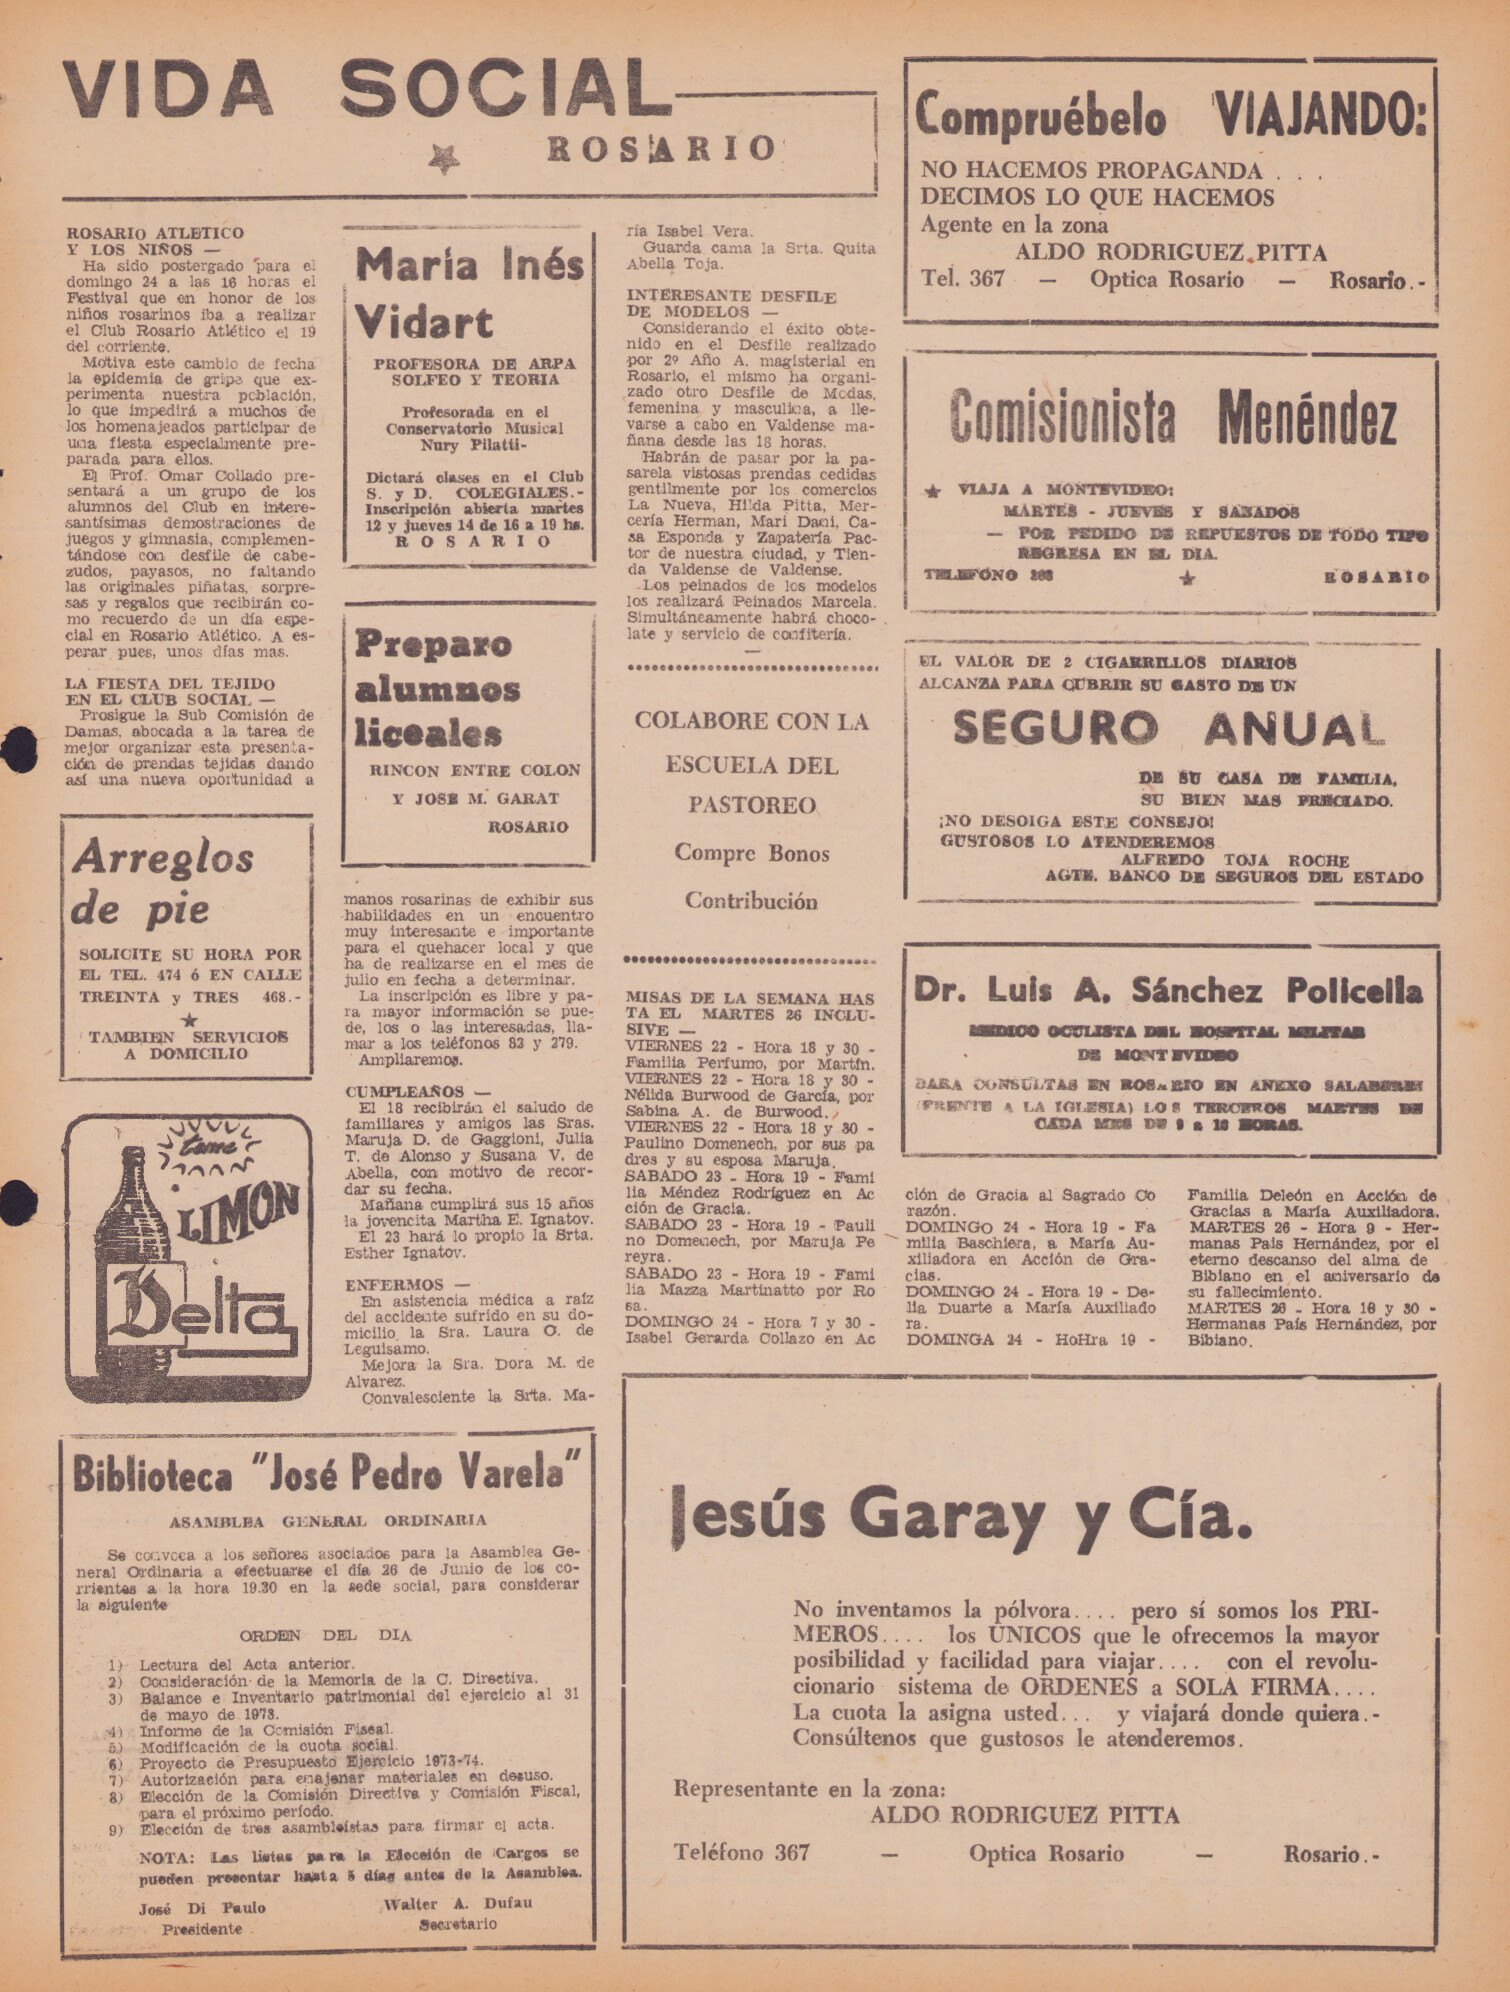 VIDA SOCIAL
ROSARIO
ROSARIO ATLETICO
Y LOS NIÑOS —
Ha sido postergado para el
domingo 24 a las 16 horas el
Festival que en honor de los
niños rosarinos iba a realizar
el Club Rosario Atlético el 19
del corriente.
Motiva este cambio de fecha
la epidemia de gripe que ex-
perimenta nuestra población,
lo que impedirá a muchos de
los homenajeados participar de
una fiesta especialmente pre-
parada para ellos.
El Prof. Omar Collado pre-
sentará a un grupo de los
alumnos del Club en intere-
santísimas demostraciones de
juegos y gimnasia, complemen-
tándose con desfile de cabe-
zudos, payasos, no faltando
las originales piñatas, sorpre-
sas y regalos que recibirán co-
mo recuerdo de un día espe-
cial en Rosario Atlético. A es-
perar pues, unos días mas.
LA FIESTA DEL TEJIDO
EN EL CLUB SOCIAL —
Prosigue la Sub Comisión de
Damas, abocada a la tarea de
mejor organizar esta presenta-
ción de prendas tejidas dando
así una nueva oportunidad a
Arreglos
de pie
SOLICITE SU HORA POR
EL TEL. 474 ó EN CALLE
TREINTA y TRES 468.-
TAMBIEN SERVICIOS
A DOMICILIO
tome
LIMON
Delta
María Inés
Vidart
PROFESORA DE ARPA
SOLFEO Y TEORIA
Profesorada en el
Conservatorio Musical
Nury Pilatti-
Dictará clases en el Club
S. y D. COLEGIALES.-
Inscripción abierta martes
12 y jueves 14 de 16 a 19 hs.
ROSARIO
Preparo
alumnos
liceales
RINCON ENTRE COLON
Y JOSE M. GARAT
ROSARIO
manos rosarinas de exhibir sus
habilidades en un encuentro
muy interesante e importante
para el quehacer local y que
ha de realizarse en el mes de
julio en fecha a determinar.
La inscripción es libre y pa-
ra mayor información se pue-
de, los o las interesadas, lla-
mar a los teléfonos 83 y 279.
Ampliaremos.
CUMPLEAÑOS —
El 18 recibirán el saludo de
familiares y amigos las Sras.
Maruja D. de Gaggioni, Julia
T. de Alonso y Susana V. de
Abella, con motivo de recor-
dar su fecha.
Mañana cumplirá sus 15 años
la jovencita Martha E. Ignatov.
El 23 hará lo propio la Srta.
Esther Ignatov.
ENFERMOS —
En asistencia médica a raíz
del accidente sufrido en su do-
micilio la Sra. Laura O. de
Leguisamo.
Mejora la Sra. Dora M. de
Alvarez.
Convalesciente la Srta. Ma-
ría Isabel Vera.
Guarda cama la Srta. Quita
Abella Toja.
INTERESANTE DESFILE
DE MODELOS —
Considerando el éxito obte-
nido en el Desfile realizado
por 2º Año A. magisterial en
Rosario, el mismo ha organi-
zado otro Desfile de Modas,
femenina y masculina, a lle-
varse a cabo en Valdense ma-
ñana desde las 18 horas.
Habrán de pasar por la pa-
sarela vistosas prendas cedidas
gentilmente por los comercios
La Nueva, Hilda Pitta, Mer-
cería Herman, Mari Dani, Ca-
sa Esponda y Zapatería Pac-
tor de nuestra ciudad, y Tien-
da Valdense de Valdense.
Los peinados de los modelos
los realizará Peinados Marcela.
Simultáneamente habrá choco-
late y servicio de confitería.
—
COLABORE CON LA
ESCUELA DEL
PASTOREO
Compre Bonos
Contribución
MISAS DE LA SEMANA HAS
TA EL MARTES 26 INCLU-
SIVE —
VIERNES 22 - Hora 18 y 30 -
Familia Perfumo, por Martín.
VIERNES 22 - Hora 18 y 30 -
Nélida Burwood de García, por
Sabina A. de Burwood.
VIERNES 22 - Hora 18 y 30 -
Paulino Domenech, por sus pa
dres y su esposa Maruja.
SABADO 23 - Hora 19 - Fami
lia Méndez Rodríguez en Ac
ción de Gracia.
SABADO 23 - Hora 19 - Pauli
no Domenech, por Maruja Pe
reyra.
SABADO 23 - Hora 19 - Fami
lia Mazza Martinatto por Ro
sa.
DOMINGO 24 - Hora 7 y 30 -
Isabel Gerarda Collazo en Ac
ción de Gracia al Sagrado Co
razón.
DOMINGO 24 - Hora 19 - Fa
milia Baschiera, a María Au-
xiliadora en Acción de Gra-
cias.
DOMINGO 24 - Hora 19 - De-
lia Duarte a María Auxiliado
ra.
DOMINGA 24 - HoHra 19 -
Familia Deleón en Acción de
Gracias a María Auxiliadora.
MARTES 26 - Hora 9 - Her-
manas Pais Hernández, por el
eterno descanso del alma de
Bibiano en el aniversario de
su fallecimiento.
MARTES 26 - Hora 18 y 30 -
Hermanas País Hernández, por
Bibiano.
Compruébelo VIAJANDO:
NO HACEMOS PROPAGANDA . . .
DECIMOS LO QUE HACEMOS
Agente en la zona
ALDO RODRIGUEZ PITTA
Tel. 367 — Optica Rosario — Rosario.-
Comisionista Menéndez
VIAJA A MONTEVIDEO:
MARTES - JUEVES Y SABADOS
— POR PEDIDO DE REPUESTOS DE TODO TIPO
REGRESA EN EL DIA.
TELEFONO ROSARIO
EL VALOR DE 2 CIGARRILLOS DIARIOS
ALCANZA PARA CUBRIR SU GASTO DE UN
SEGURO ANUAL
DE SU CASA DE FAMILIA,
SU BIEN MAS PRECIADO.
¡NO DESOIGA ESTE CONSEJO!
GUSTOSOS LO ATENDEREMOS
ALFREDO TOJA ROCHE
AGTE. BANCO DE SEGUROS DEL ESTADO
Dr. Luis A. Sánchez Policella
MEDICO OCULISTA DEL HOSPITAL MILITAR
DE MONTEVIDEO
DARA CONSULTAS EN ROSARIO EN ANEXO SALABERRI
(FRENTE A LA IGLESIA) LOS TERCEROS MARTES DE
CADA MES DE 9 a 12 HORAS.
Biblioteca "José Pedro Varela"
ASAMBLEA GENERAL ORDINARIA
Se convoca a los señores asociados para la Asamblea Ge-
neral Ordinaria a efectuarse el día 26 de Junio de los co-
rrientes a la hora 19.30 en la sede social, para considerar
la siguiente
ORDEN DEL DIA
1) Lectura del Acta anterior.
2) Consideración de la Memoria de la C. Directiva.
3) Balance e Inventario patrimonial del ejercicio al 31
de mayo de 1973.
4) Informe de la Comisión Fiscal.
5) Modificación de la cuota social.
6) Proyecto de Presupuesto Ejercicio 1973-74.
7) Autorización para enajenar materiales en desuso.
8) Elección de la Comisión Directiva y Comisión Fiscal,
para el próximo período.
9) Elección de tres asambleístas para firmar el acta.
NOTA: Las listas para la Elección de Cargos se
pueden presentar hasta 5 días antes de la Asamblea.
José Di Paulo Walter A. Dufau
Presidente Secretario
Jesús Garay y Cía.
No inventamos la pólvora.... pero sí somos los PRI-
MEROS.... los UNICOS que le ofrecemos la mayor
posibilidad y facilidad para viajar.... con el revolu-
cionario sistema de ORDENES a SOLA FIRMA....
La cuota la asigna usted... y viajará donde quiera.-
Consúltenos que gustosos le atenderemos.
Representante en la zona:
ALDO RODRIGUEZ PITTA
Teléfono 367 — Optica Rosario — Rosario.-